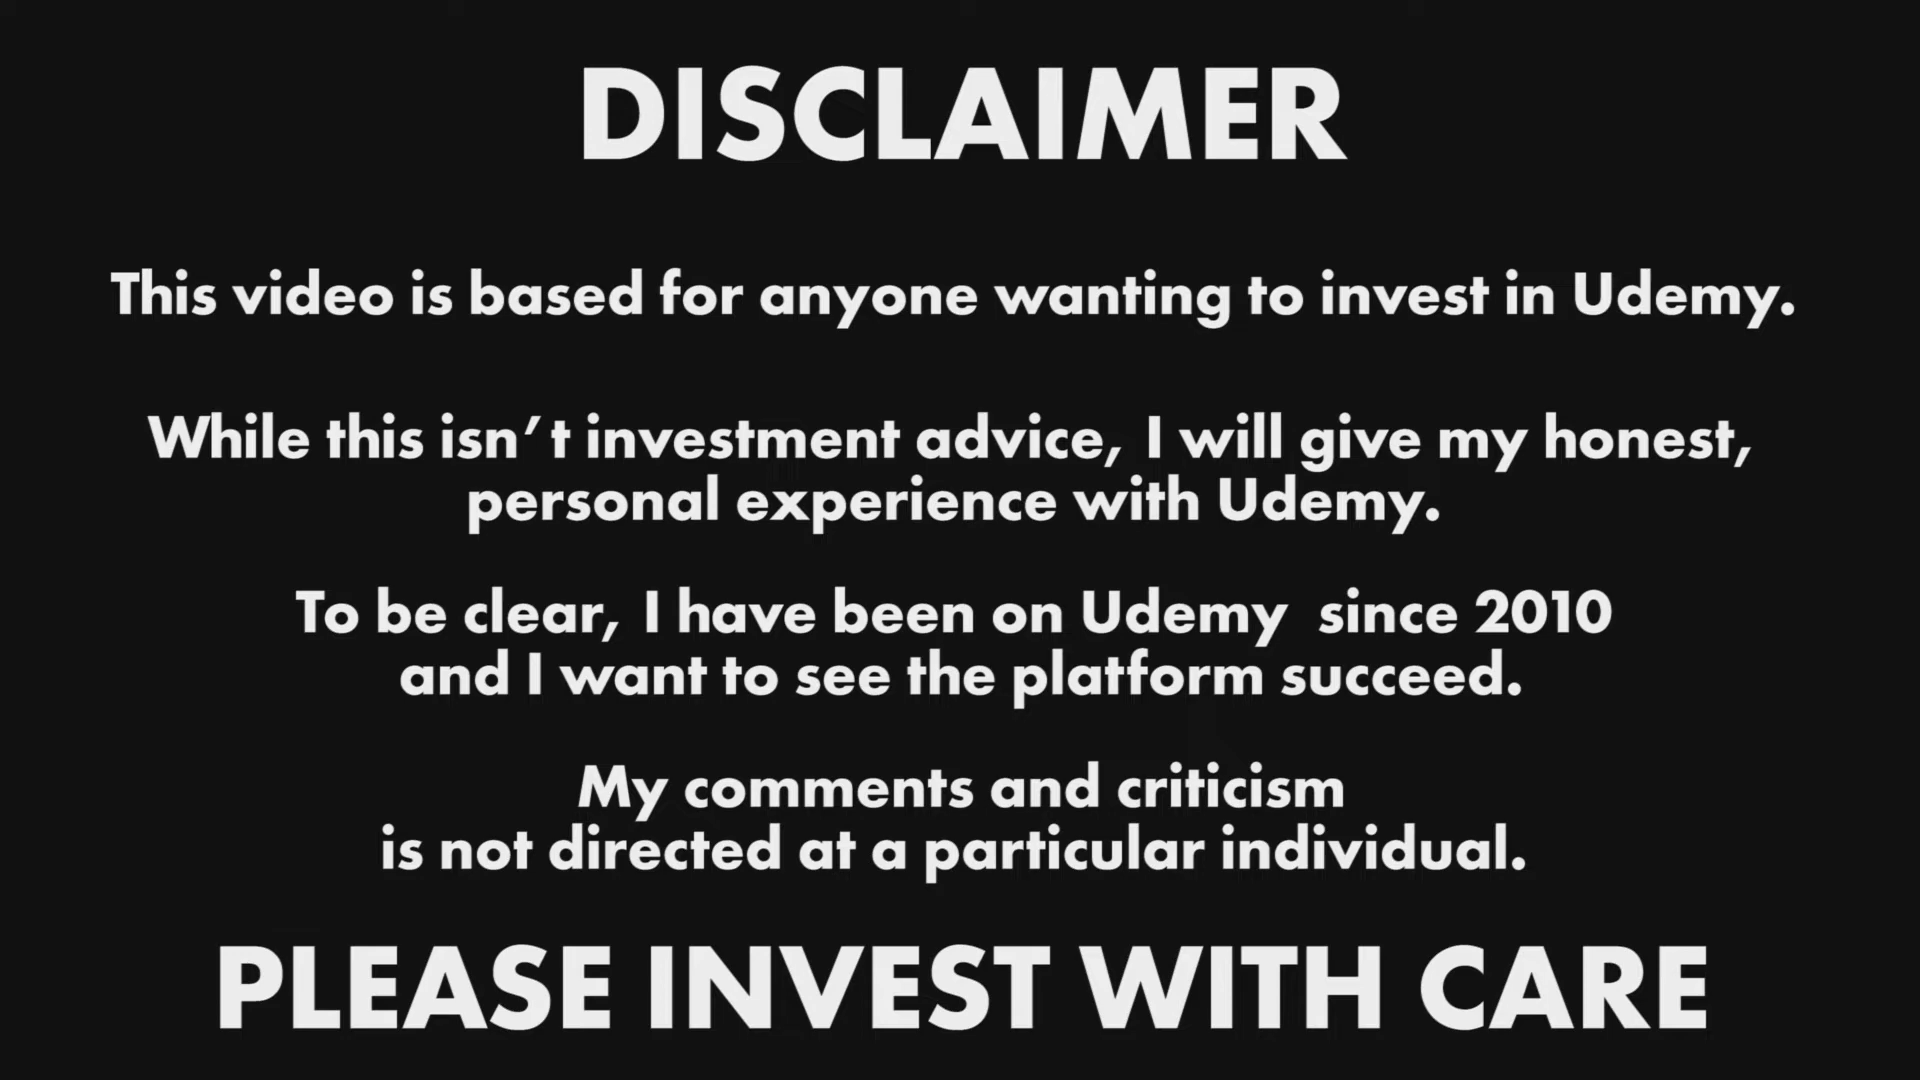 DISCLAIMER
This video is based for anyone wanting to invest in Udemy.
While this isn’t investment advice, I will give my honest,
personal experience with Udemy.
To be clear, I have been on Udemy  since 2010
and I want to see the platform succeed.
My comments and criticism
is not directed at a particular individual.
PLEASE INVEST WITH CARE